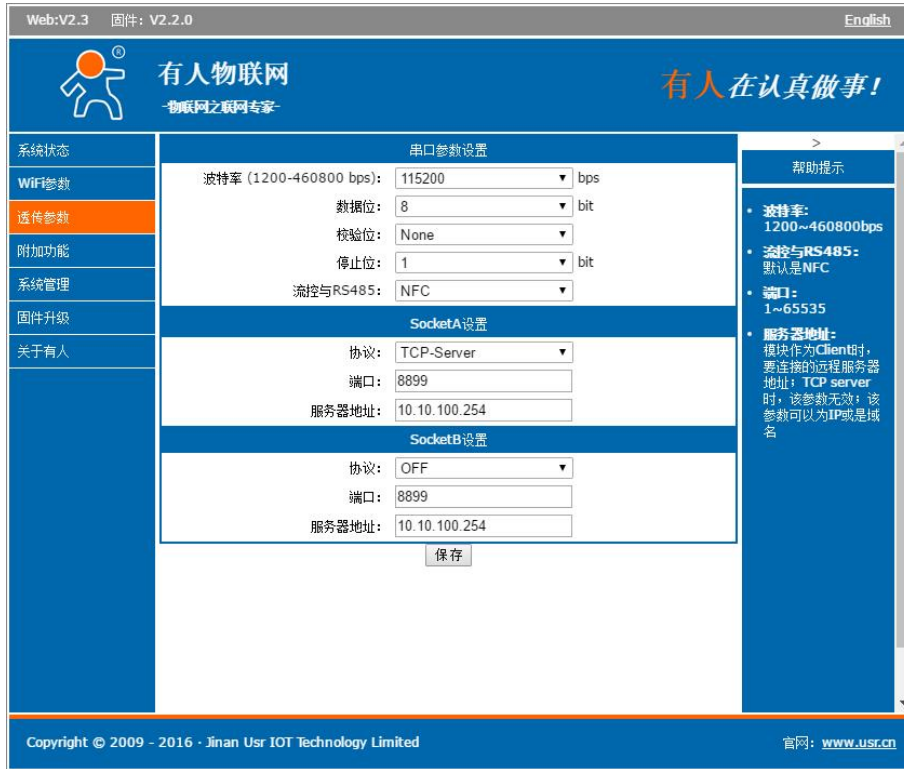 Web:V2.3 固件: V2.2.0 English
®
有人物联网
-物联网之联网专家-
有人在认真做事!
系统状态
WiFi参数
透传参数
附加功能
系统管理
固件升级
关于有人
串口参数设置
波特率 (1200-460800 bps): 115200 bps
数据位: 8 bit
校验位: None
停止位: 1 bit
流控与RS485: NFC
SocketA设置
协议: TCP-Server
端口: 8899
服务器地址: 10.10.100.254
SocketB设置
协议: OFF
端口: 8899
服务器地址: 10.10.100.254
保存
>
帮助提示
• 波特率:
1200~460800bps
• 流控与RS485:
默认是NFC
• 端口:
1~65535
• 服务器地址:
模块作为Client时,
要连接的远程服务器
地址; TCP server
时, 该参数无效; 该
参数可以为IP或是域
名
Copyright © 2009 - 2016 · Jinan Usr IOT Technology Limited
官网: www.usr.cn